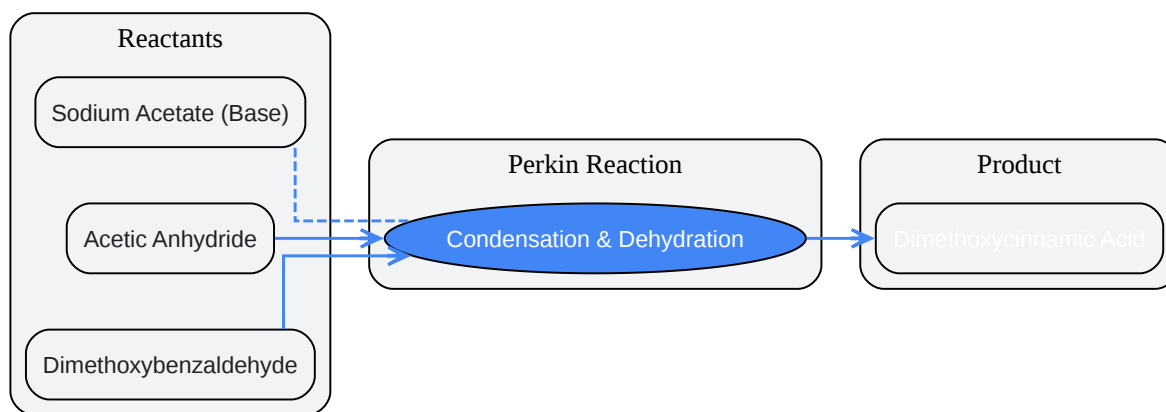 Reactants
Sodium Acetate (Base)
Acetic Anhydride
Dimethoxybenzaldehyde
Perkin Reaction
Condensation & Dehydration
Product
Dimethoxycinnamic Acid